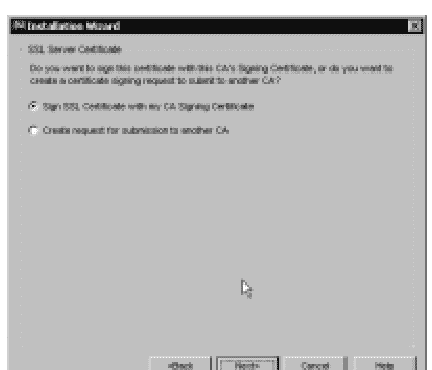 Installation Wizard
SSL Server Certificate
Do you want to sign this certificate with this CA's Signing Certificate, or do you want to
create a certificate signing request to submit to another CA?
Sign SSL Certificate with my CA Signing Certificate
Create request for submission to another CA
<Back Next> Cancel Help